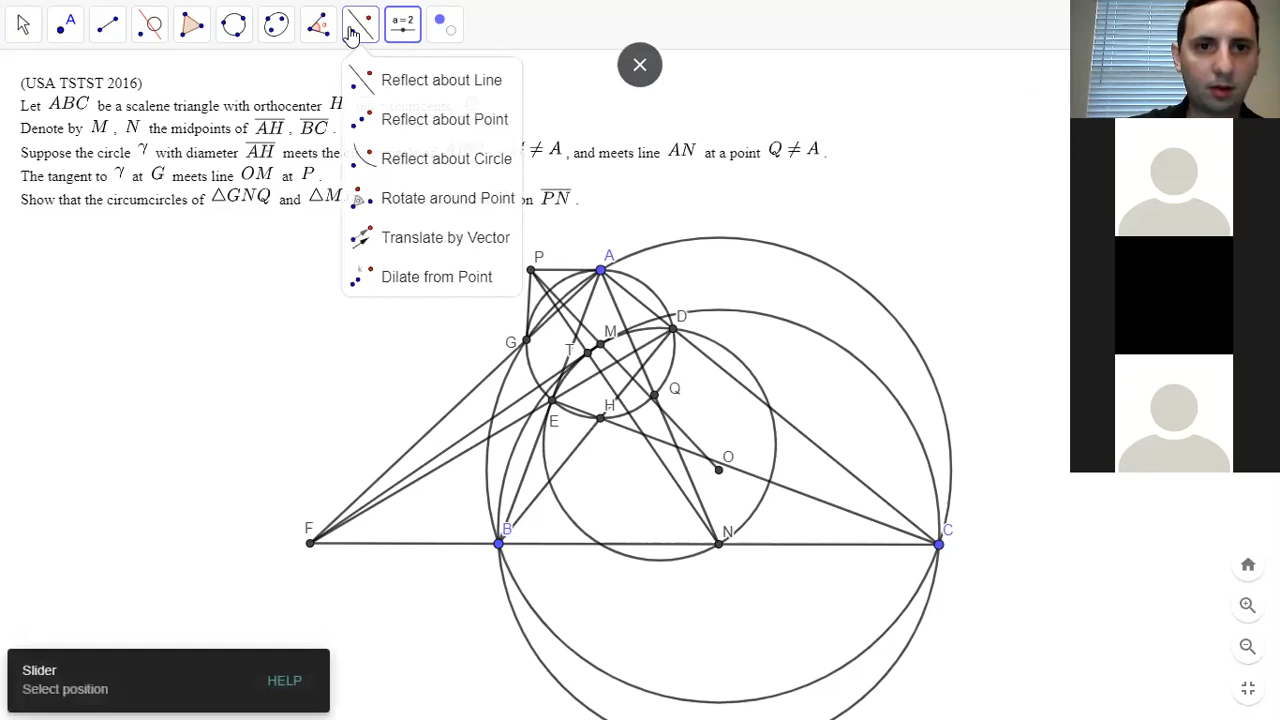 A
a = 2
(USA TSTST 2016)
Let ABC be a scalene triangle with orthocenter H
Denote by M , N the midpoints of AH , BC .
Suppose the circle γ with diameter AH meets the ≠ A , and meets line AN at a point Q ≠ A .
The tangent to γ at G meets line OM at P .
Show that the circumcircles of △GNQ and on PN .
Reflect about Line
Reflect about Point
Reflect about Circle
Rotate around Point
Translate by Vector
Dilate from Point
P
A
G
T
M
D
E
H
Q
O
F
B
N
C
Slider
Select position
HELP